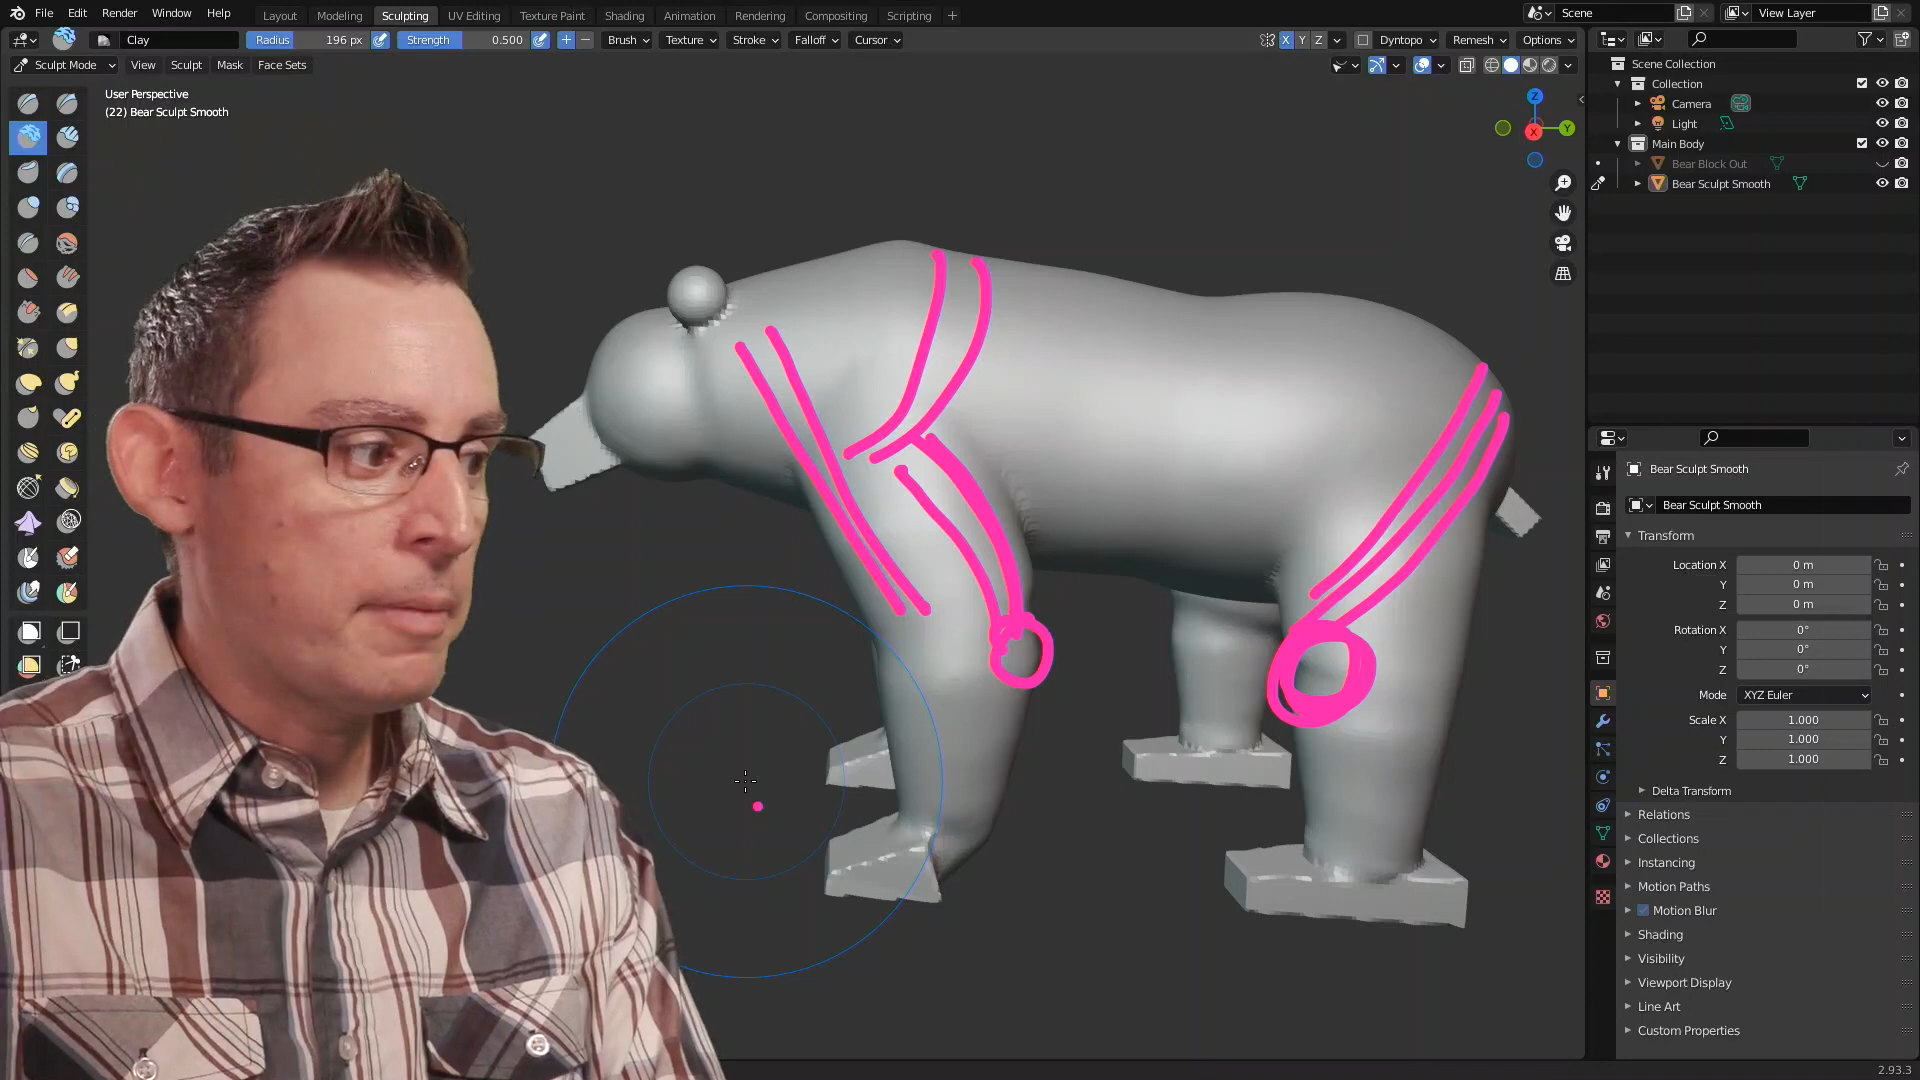 File Edit Render Window Help Layout Modeling Sculpting UV Editing Texture Paint Shading Animation Rendering Compositing Scripting + Scene View Layer
Clay Radius 196 px Strength 0.500 Brush Texture Stroke Falloff Cursor X Y Z Dyntopo Remesh Options
Sculpt Mode View Sculpt Mask Face Sets
User Perspective
(22) Bear Sculpt Smooth
Z
Y
X
Scene Collection
Collection
Camera
Light
Main Body
Bear Block Out
Bear Sculpt Smooth
Bear Sculpt Smooth
Bear Sculpt Smooth
Transform
Location X 0 m
Y 0 m
Z 0 m
Rotation X 0°
Y 0°
Z 0°
Mode XYZ Euler
Scale X 1.000
Y 1.000
Z 1.000
Delta Transform
Relations
Collections
Instancing
Motion Paths
Motion Blur
Shading
Visibility
Viewport Display
Line Art
Custom Properties
2.93.3